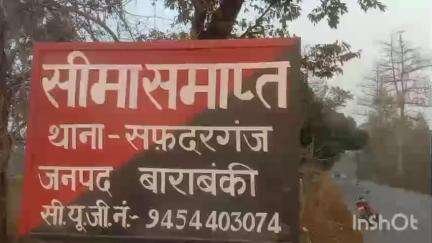 सीमा समाप्त
थाना - सफ़दरगंज
जनपद बाराबंकी
सी.यू.जी.नं.- 9454403074
InShOt